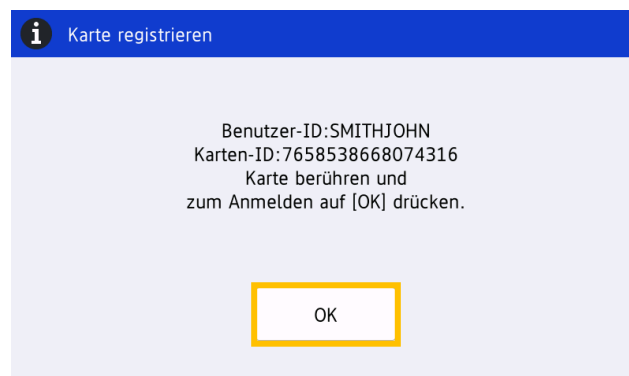 Karte registrieren
Benutzer-ID:SMITHJOHN
Karten-ID:7658538668074316
Karte berühren und
zum Anmelden auf [OK] drücken.
OK